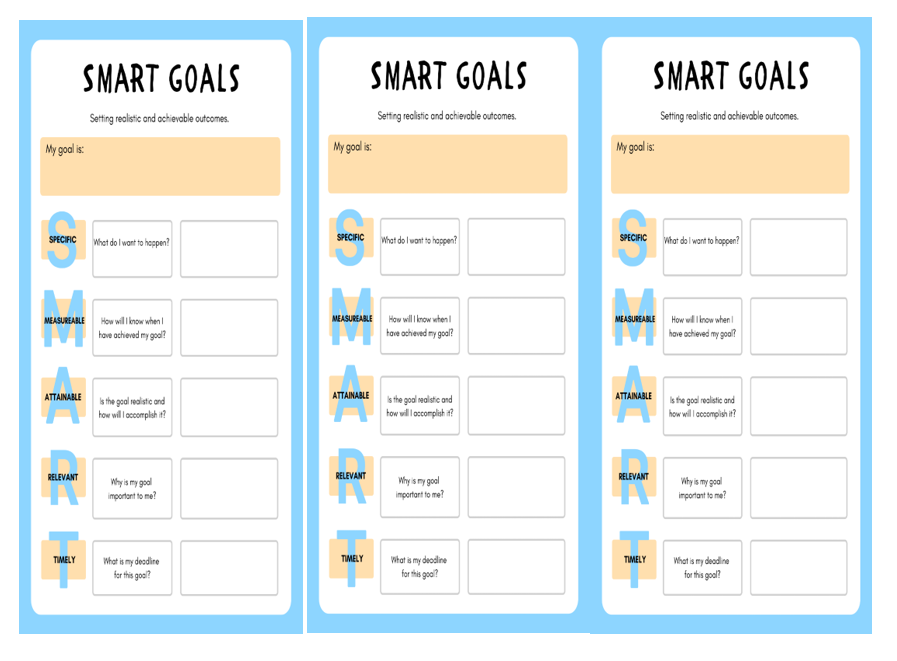 SMART GOALS
Setting realistic and achievable outcomes.
My goal is:
SPECIFIC
What do I want to happen?
MEASUREABLE
How will I know when I
have achieved my goal?
ATTAINABLE
Is the goal realistic and
how will I accomplish it?
RELEVANT
Why is my goal
important to me?
TIMELY
What is my deadline
for this goal?
SMART GOALS
Setting realistic and achievable outcomes.
My goal is:
SPECIFIC
What do I want to happen?
MEASUREABLE
How will I know when I
have achieved my goal?
ATTAINABLE
Is the goal realistic and
how will I accomplish it?
RELEVANT
Why is my goal
important to me?
TIMELY
What is my deadline
for this goal?
SMART GOALS
Setting realistic and achievable outcomes.
My goal is:
SPECIFIC
What do I want to happen?
MEASUREABLE
How will I know when I
have achieved my goal?
ATTAINABLE
Is the goal realistic and
how will I accomplish it?
RELEVANT
Why is my goal
important to me?
TIMELY
What is my deadline
for this goal?